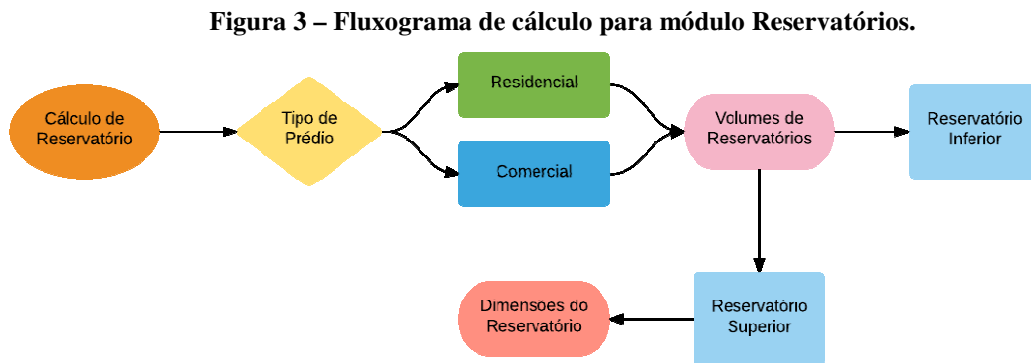 Figura 3 – Fluxograma de cálculo para módulo Reservatórios.
Cálculo de
Reservatório
Tipo de
Prédio
Residencial
Comercial
Volumes de
Reservatórios
Reservatório
Inferior
Reservatório
Superior
Dimensões do
Reservatório